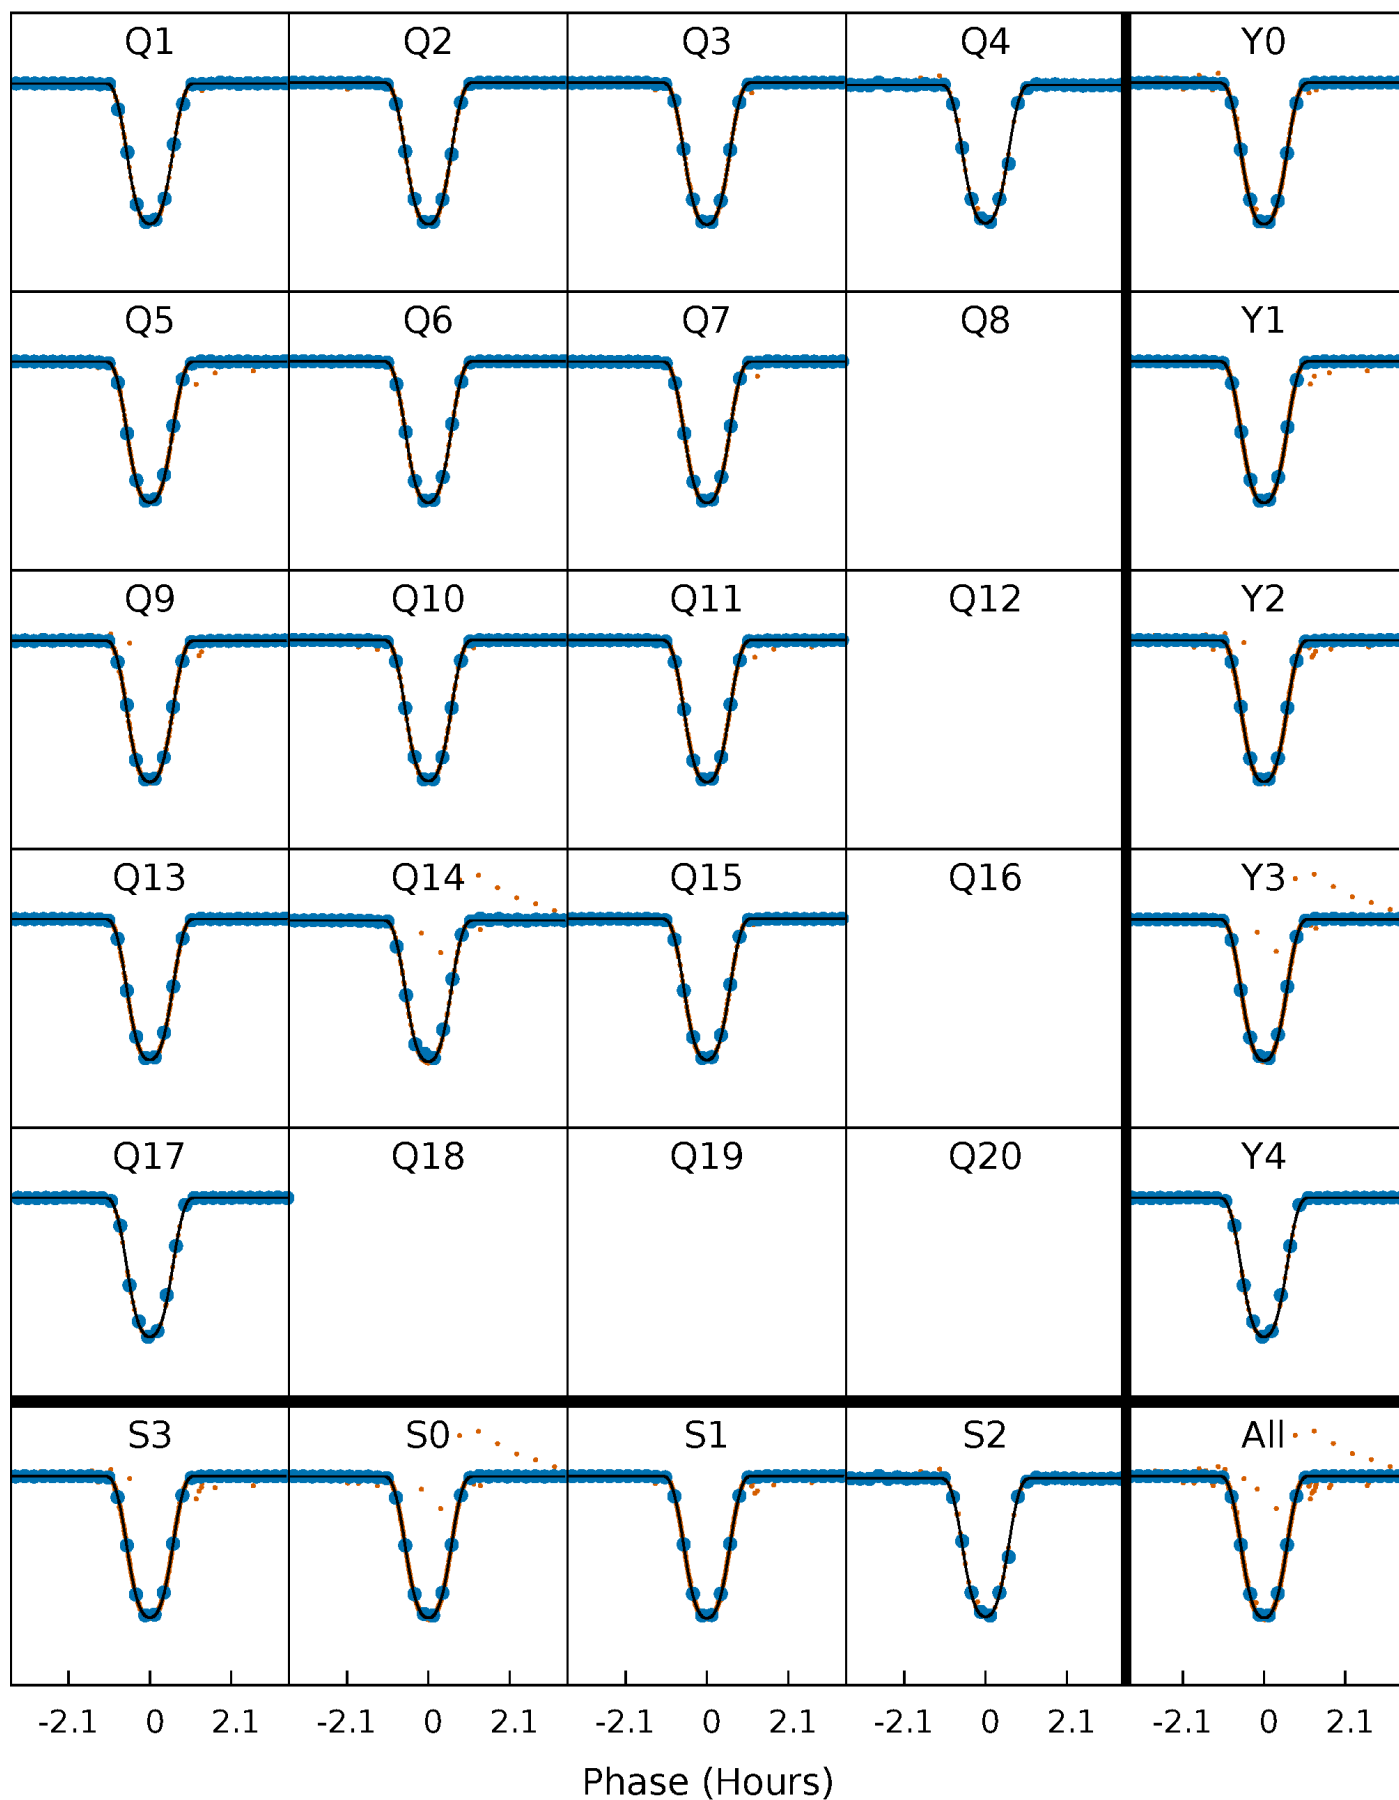 Q1 Q2 Q3 Q4 Y0
Q5 Q6 Q7 Q8 Y1
Q9 Q10 Q11 Q12 Y2
Q13 Q14 Q15 Q16 Y3
Q17 Q18 Q19 Q20 Y4
S3 S0 S1 S2 All
-2.1 0 2.1 -2.1 0 2.1 -2.1 0 2.1 -2.1 0 2.1 -2.1 0 2.1
Phase (Hours)